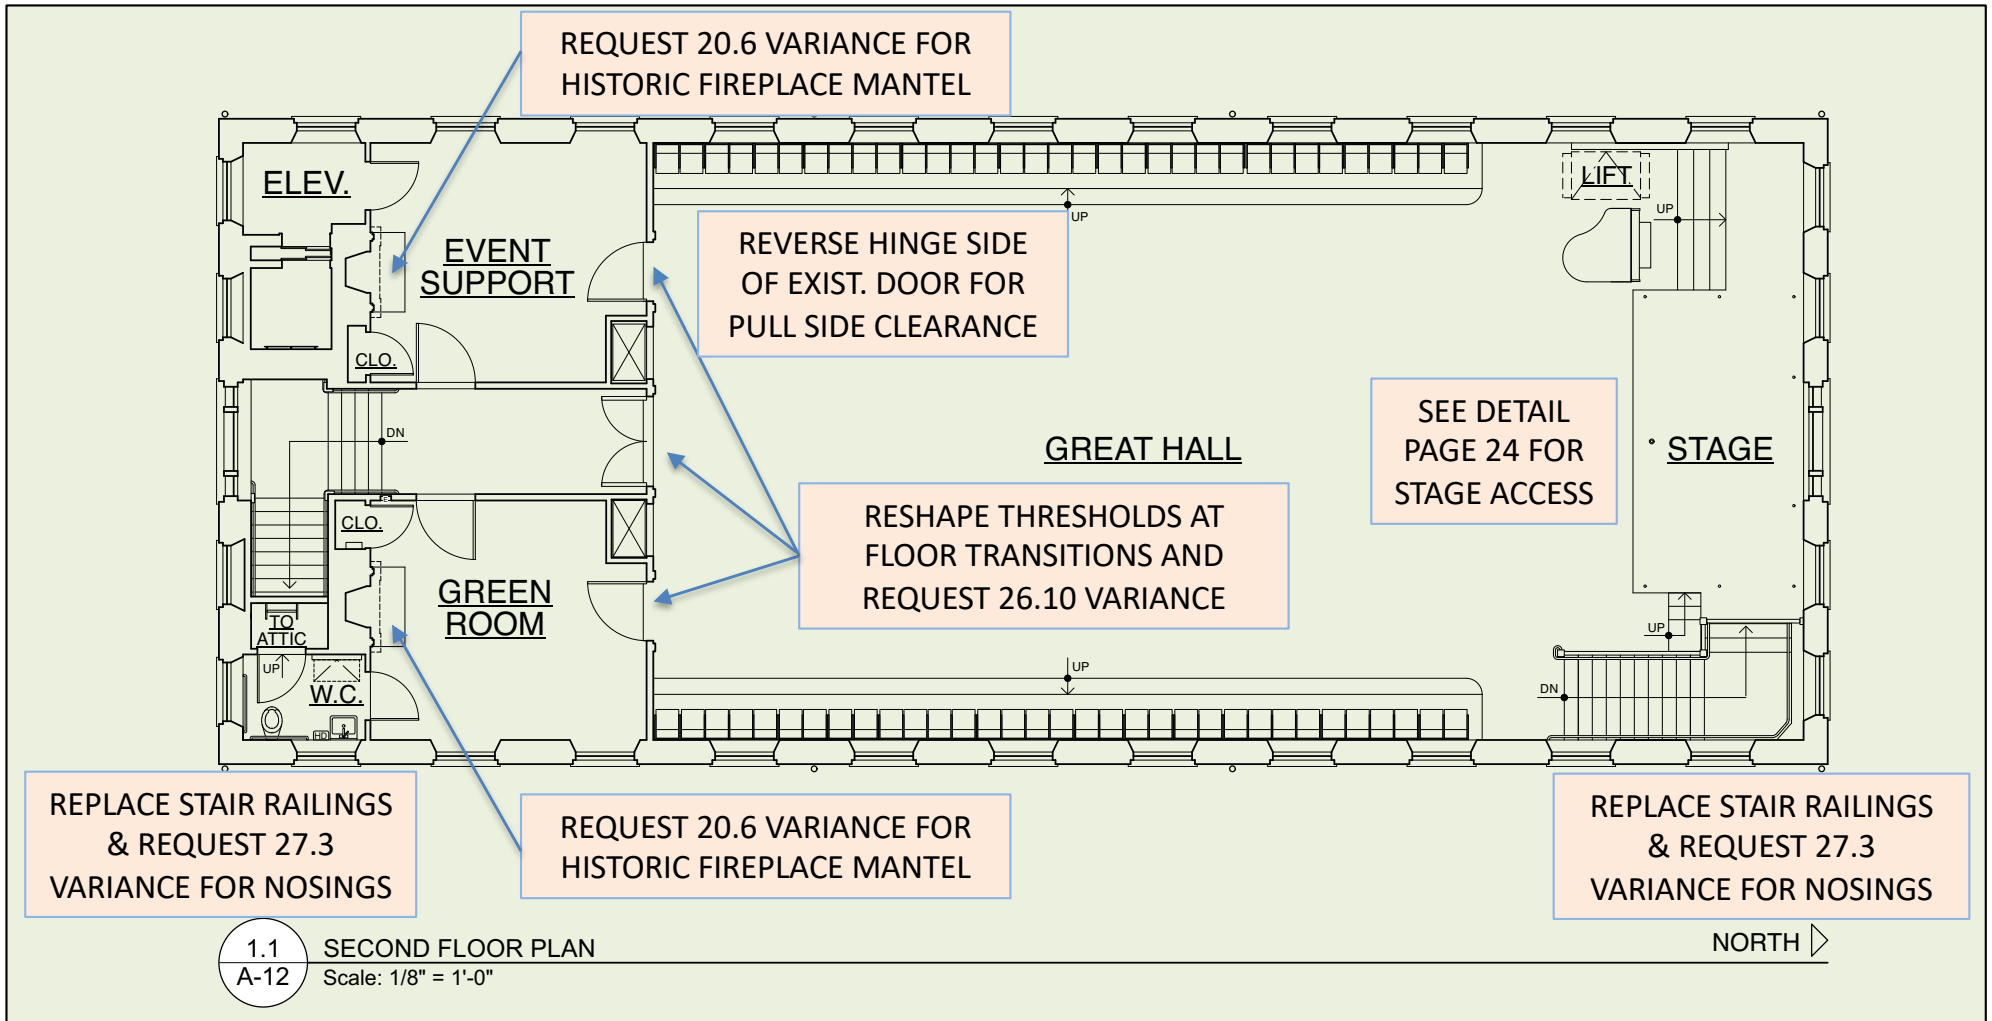 REQUEST 20.6 VARIANCE FOR
HISTORIC FIREPLACE MANTEL
ELEV.
LIFT
UP
UP
EVENT
SUPPORT
REVERSE HINGE SIDE
OF EXIST. DOOR FOR
PULL SIDE CLEARANCE
CLO.
DN
GREAT HALL
SEE DETAIL
PAGE 24 FOR
STAGE ACCESS
STAGE
CLO.
RESHAPE THRESHOLDS AT
FLOOR TRANSITIONS AND
REQUEST 26.10 VARIANCE
GREEN
ROOM
TO
ATTIC
UP
W.C.
HD
UP
UP
DN
REPLACE STAIR RAILINGS
& REQUEST 27.3
VARIANCE FOR NOSINGS
REQUEST 20.6 VARIANCE FOR
HISTORIC FIREPLACE MANTEL
REPLACE STAIR RAILINGS
& REQUEST 27.3
VARIANCE FOR NOSINGS
1.1
A-12
SECOND FLOOR PLAN
Scale: 1/8" = 1'-0"
NORTH